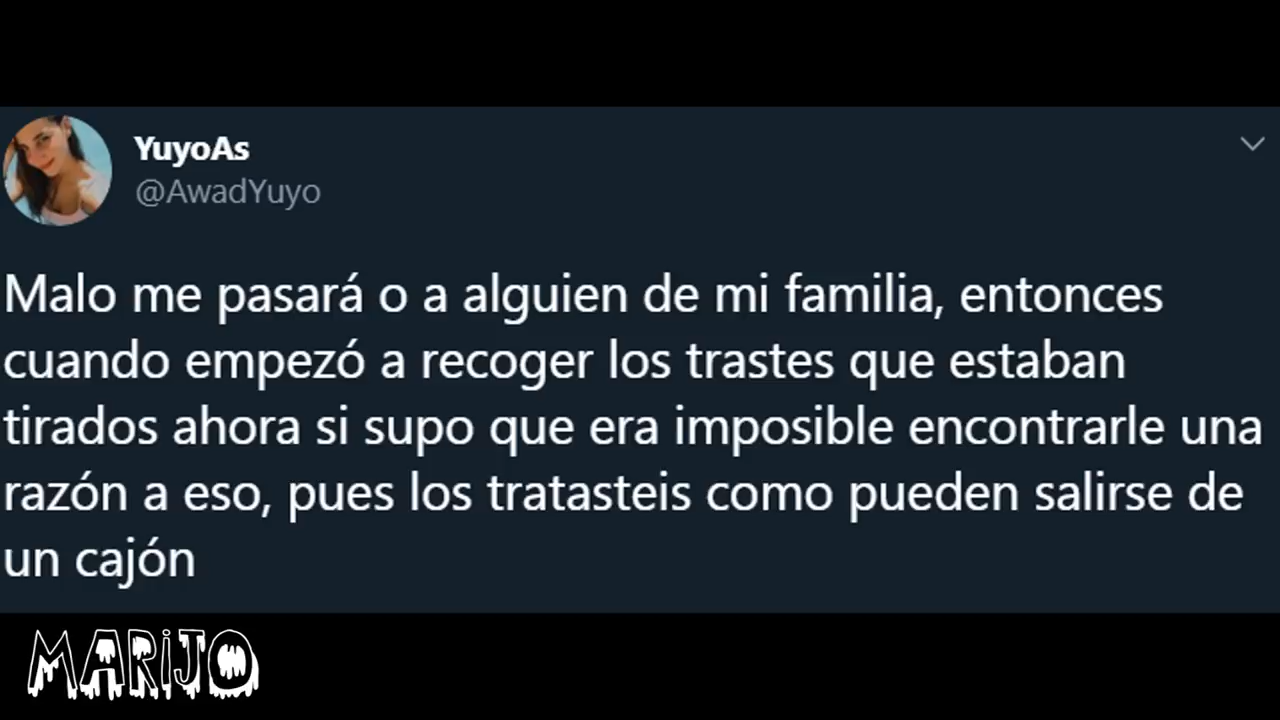 YuyoAs
@AwadYuyo
Malo me pasará o a alguien de mi familia, entonces
cuando empezó a recoger los trastes que estaban
tirados ahora si supo que era imposible encontrarle una
razón a eso, pues los tratasteis como pueden salirse de
un cajón
MARiJO